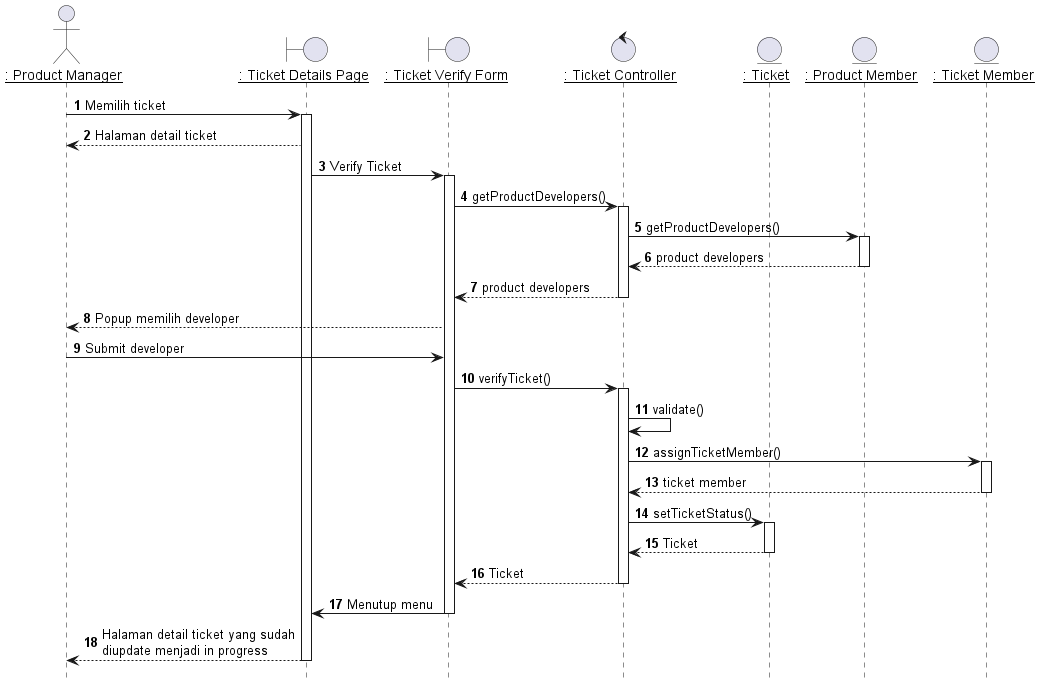 : Product Manager
: Ticket Details Page
: Ticket Verify Form
: Ticket Controller
: Ticket
: Product Member
: Ticket Member
1 Memilih ticket
2 Halaman detail ticket
3 Verify Ticket
4 getProductDevelopers()
5 getProductDevelopers()
6 product developers
7 product developers
8 Popup memilih developer
9 Submit developer
10 verifyTicket()
11 validate()
12 assignTicketMember()
13 ticket member
14 setTicketStatus()
15 Ticket
16 Ticket
17 Menutup menu
18 Halaman detail ticket yang sudah
diupdate menjadi in progress